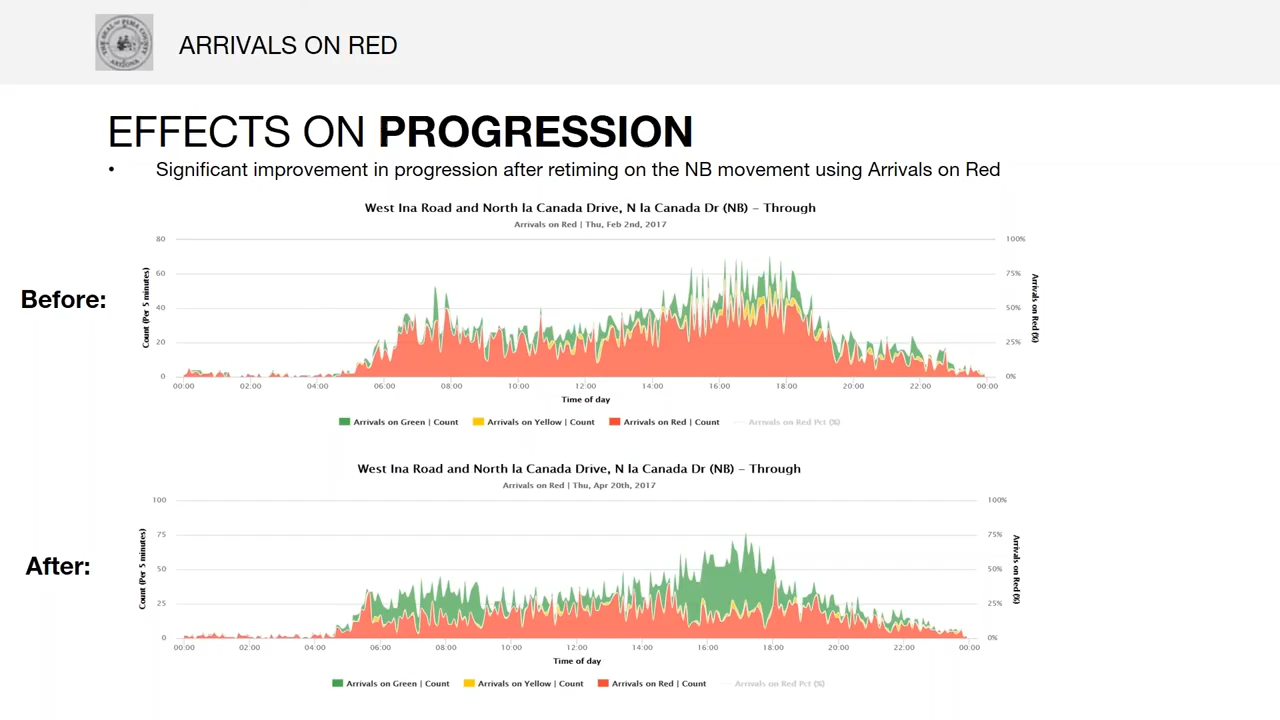 THE SEAL OF PIMA COUNTY
ARIZONA
ARRIVALS ON RED
EFFECTS ON PROGRESSION
• Significant improvement in progression after retiming on the NB movement using Arrivals on Red
Before:
West Ina Road and North la Canada Drive, N la Canada Dr (NB) – Through
Arrivals on Red | Thu, Feb 2nd, 2017
Count (Per 5 minutes)
80
60
40
20
0
100%
75%
50%
25%
0%
Arrivals on Red (%)
00:00 02:00 04:00 06:00 08:00 10:00 12:00 14:00 16:00 18:00 20:00 22:00 00:00
Time of day
Arrivals on Green | Count Arrivals on Yellow | Count Arrivals on Red | Count Arrivals on Red Pct (%)
After:
West Ina Road and North la Canada Drive, N la Canada Dr (NB) – Through
Arrivals on Red | Thu, Apr 20th, 2017
Count (Per 5 minutes)
100
75
50
25
0
100%
75%
50%
25%
0%
Arrivals on Red (%)
00:00 02:00 04:00 06:00 08:00 10:00 12:00 14:00 16:00 18:00 20:00 22:00 00:00
Time of day
Arrivals on Green | Count Arrivals on Yellow | Count Arrivals on Red | Count Arrivals on Red Pct (%)